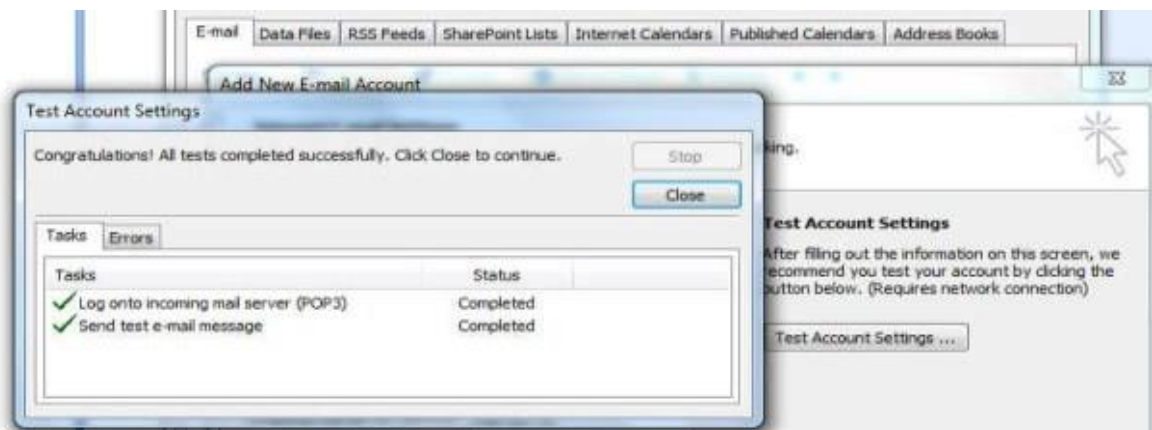 E-mail Data Files RSS Feeds SharePoint Lists Internet Calendars Published Calendars Address Books
Add New E-mail Account
Test Account Settings
Congratulations! All tests completed successfully. Click Close to continue.
Stop
Close
Tasks Errors
Tasks Status
Log onto incoming mail server (POP3) Completed
Send test e-mail message Completed
king.
Test Account Settings
After filling out the information on this screen, we
recommend you test your account by clicking the
button below. (Requires network connection)
Test Account Settings ...